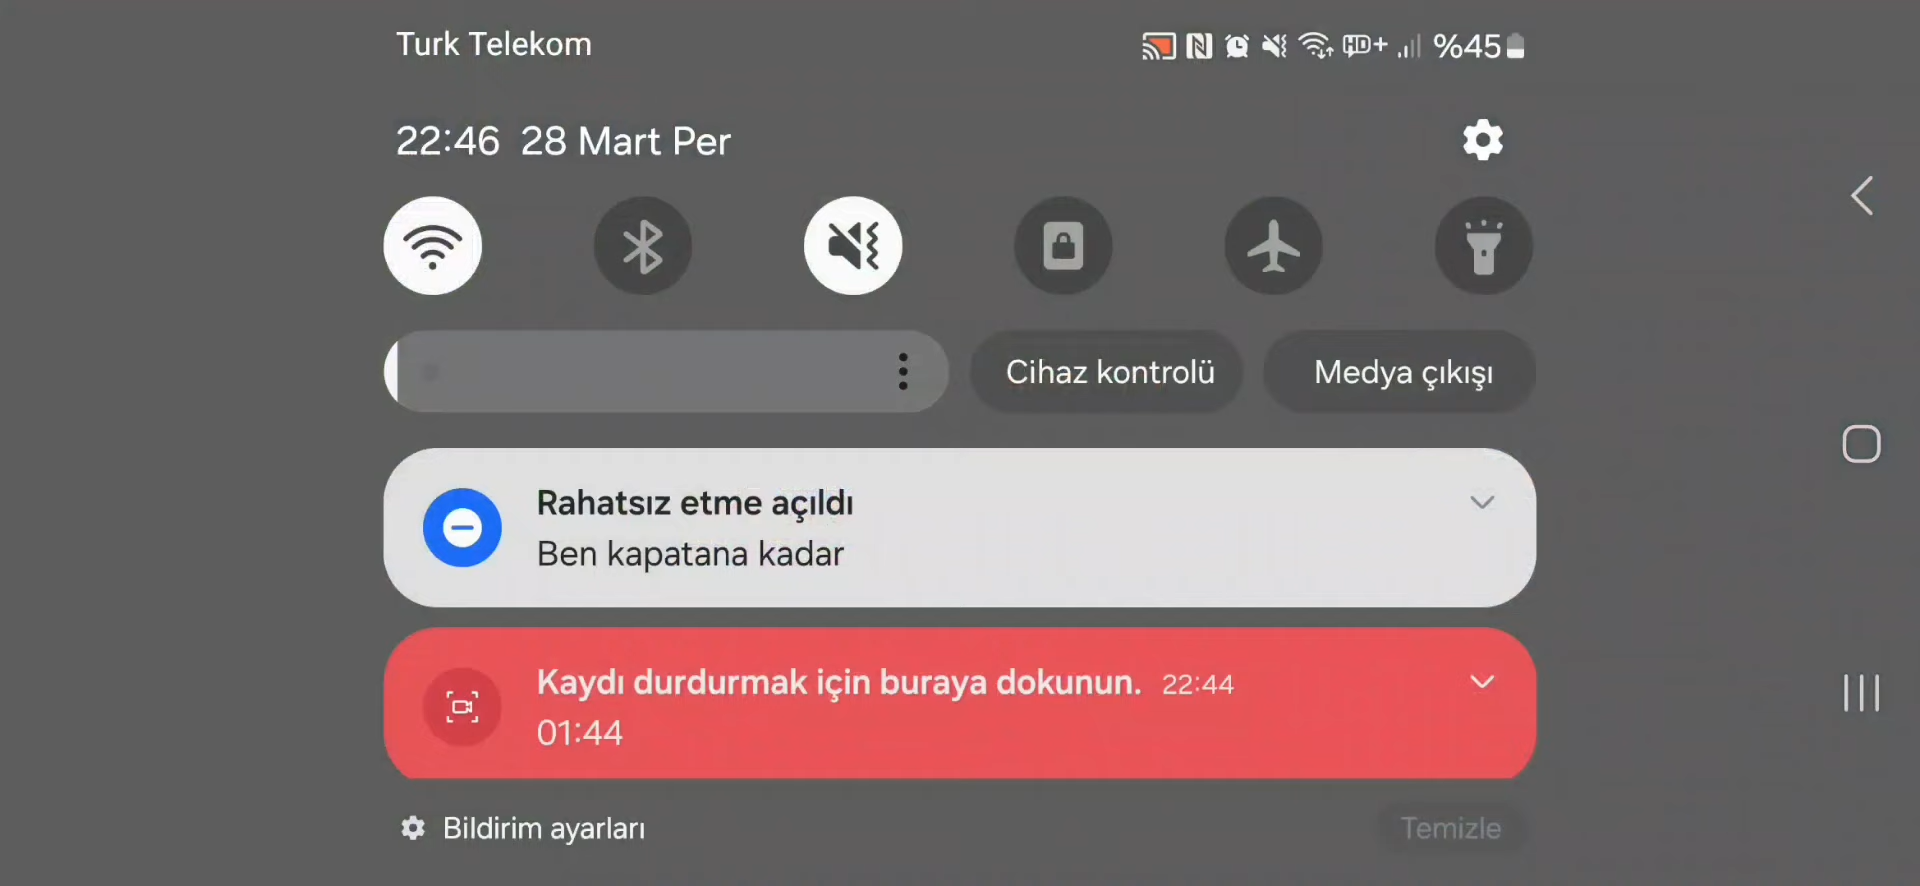 Turk Telekom
HD+ %45
22:46 28 Mart Per
Cihaz kontrolü
Medya çıkışı
Rahatsız etme açıldı
Ben kapatana kadar
Kaydı durdurmak için buraya dokunun. 22:44
01:44
Bildirim ayarları
Temizle